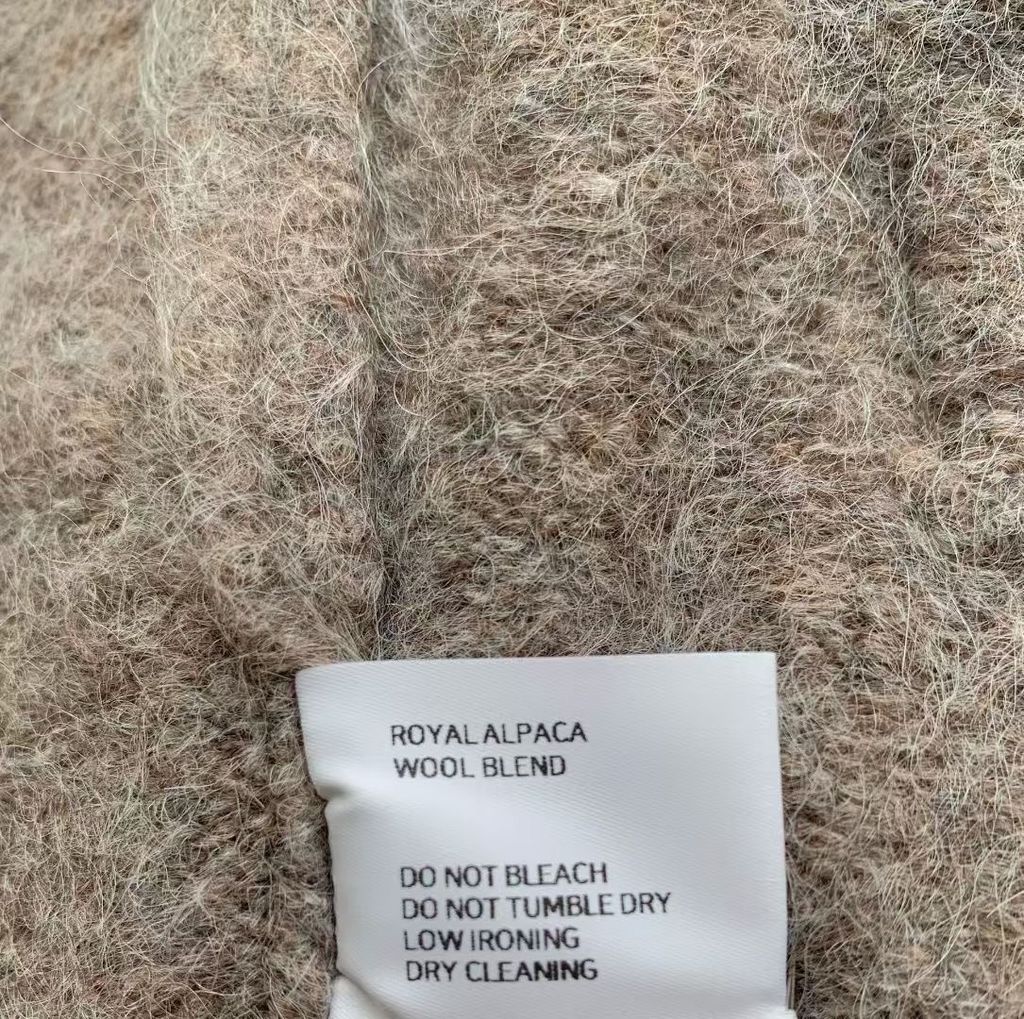 ROYAL ALPACA
WOOL BLEND
DO NOT BLEACH
DO NOT TUMBLE DRY
LOW IRONING
DRY CLEANING